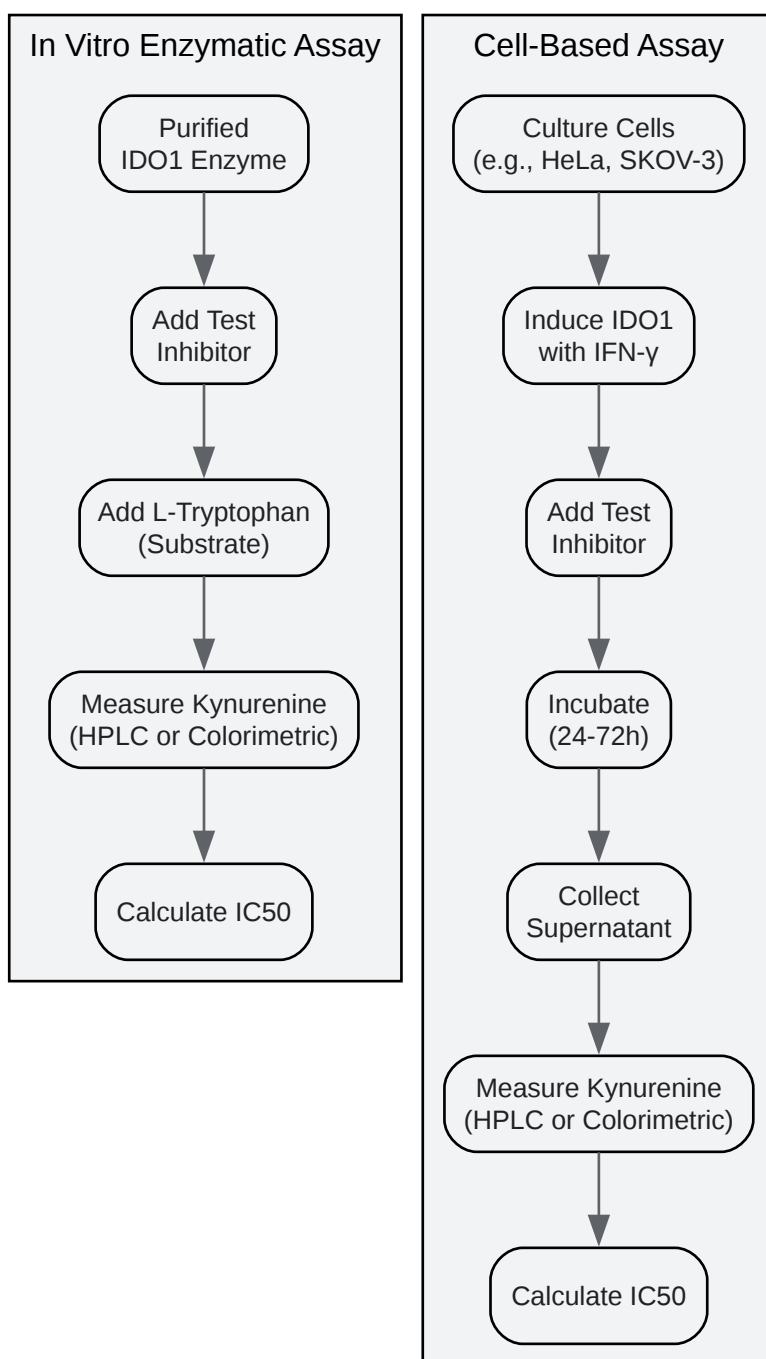 In Vitro Enzymatic Assay
Purified
IDO1 Enzyme
Add Test
Inhibitor
Add L-Tryptophan
(Substrate)
Measure Kynurenine
(HPLC or Colorimetric)
Calculate IC50
Cell-Based Assay
Culture Cells
(e.g., HeLa, SKOV-3)
Induce IDO1
with IFN-γ
Add Test
Inhibitor
Incubate
(24-72h)
Collect
Supernatant
Measure Kynurenine
(HPLC or Colorimetric)
Calculate IC50